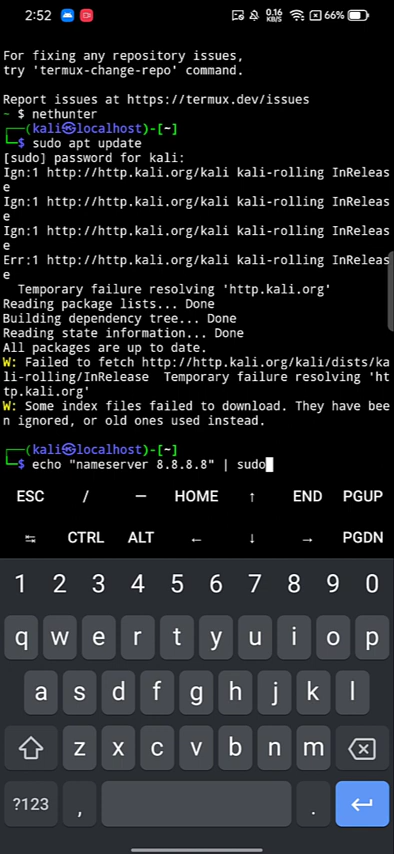 2:52
0.16
KB/S
66%
For fixing any repository issues,
try 'termux-change-repo' command.
Report issues at https://termux.dev/issues
~ $ nethunter
┌──(kali㉿localhost)-[~]
└─$ sudo apt update
[sudo] password for kali:
Ign:1 http://http.kali.org/kali kali-rolling InReleas
e
Ign:1 http://http.kali.org/kali kali-rolling InReleas
e
Ign:1 http://http.kali.org/kali kali-rolling InReleas
e
Err:1 http://http.kali.org/kali kali-rolling InReleas
e
Temporary failure resolving 'http.kali.org'
Reading package lists... Done
Building dependency tree... Done
Reading state information... Done
All packages are up to date.
W: Failed to fetch http://http.kali.org/kali/dists/ka
li-rolling/InRelease  Temporary failure resolving 'ht
tp.kali.org'
W: Some index files failed to download. They have bee
n ignored, or old ones used instead.
┌──(kali㉿localhost)-[~]
└─$ echo "nameserver 8.8.8.8" | sudo
ESC / — HOME ↑ END PGUP
↹ CTRL ALT ← ↓ → PGDN
1 2 3 4 5 6 7 8 9 0
q w e r t y u i o p
a s d f g h j k l
z x c v b n m
?123 , .